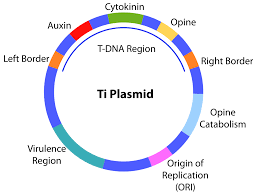 Cytokinin
Auxin
Opine
T-DNA Region
Left Border
Right Border
Ti Plasmid
Opine
Catabolism
Virulence
Region
Origin of
Replication
(ORI)